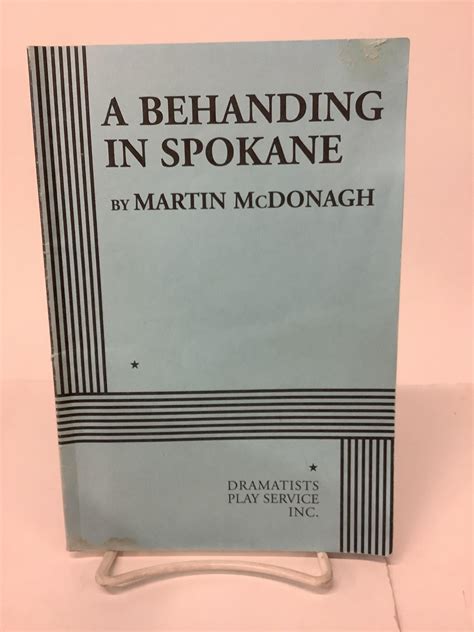 A BEHANDING
IN SPOKANE
BY MARTIN McDONAGH
DRAMATISTS
PLAY SERVICE
INC.